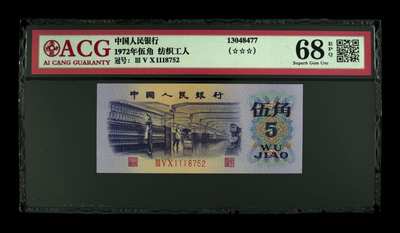 ACG
AI CANG GUARANTY
中国人民银行
1972年伍角 纺织工人
冠号: Ⅲ Ⅴ Ⅹ 1118752
13048477
(☆☆☆)
68 EPQ
Superb Gem Unc
中国人民银行
伍角
5
WU
JIAO
ⅢⅤⅩ1118752